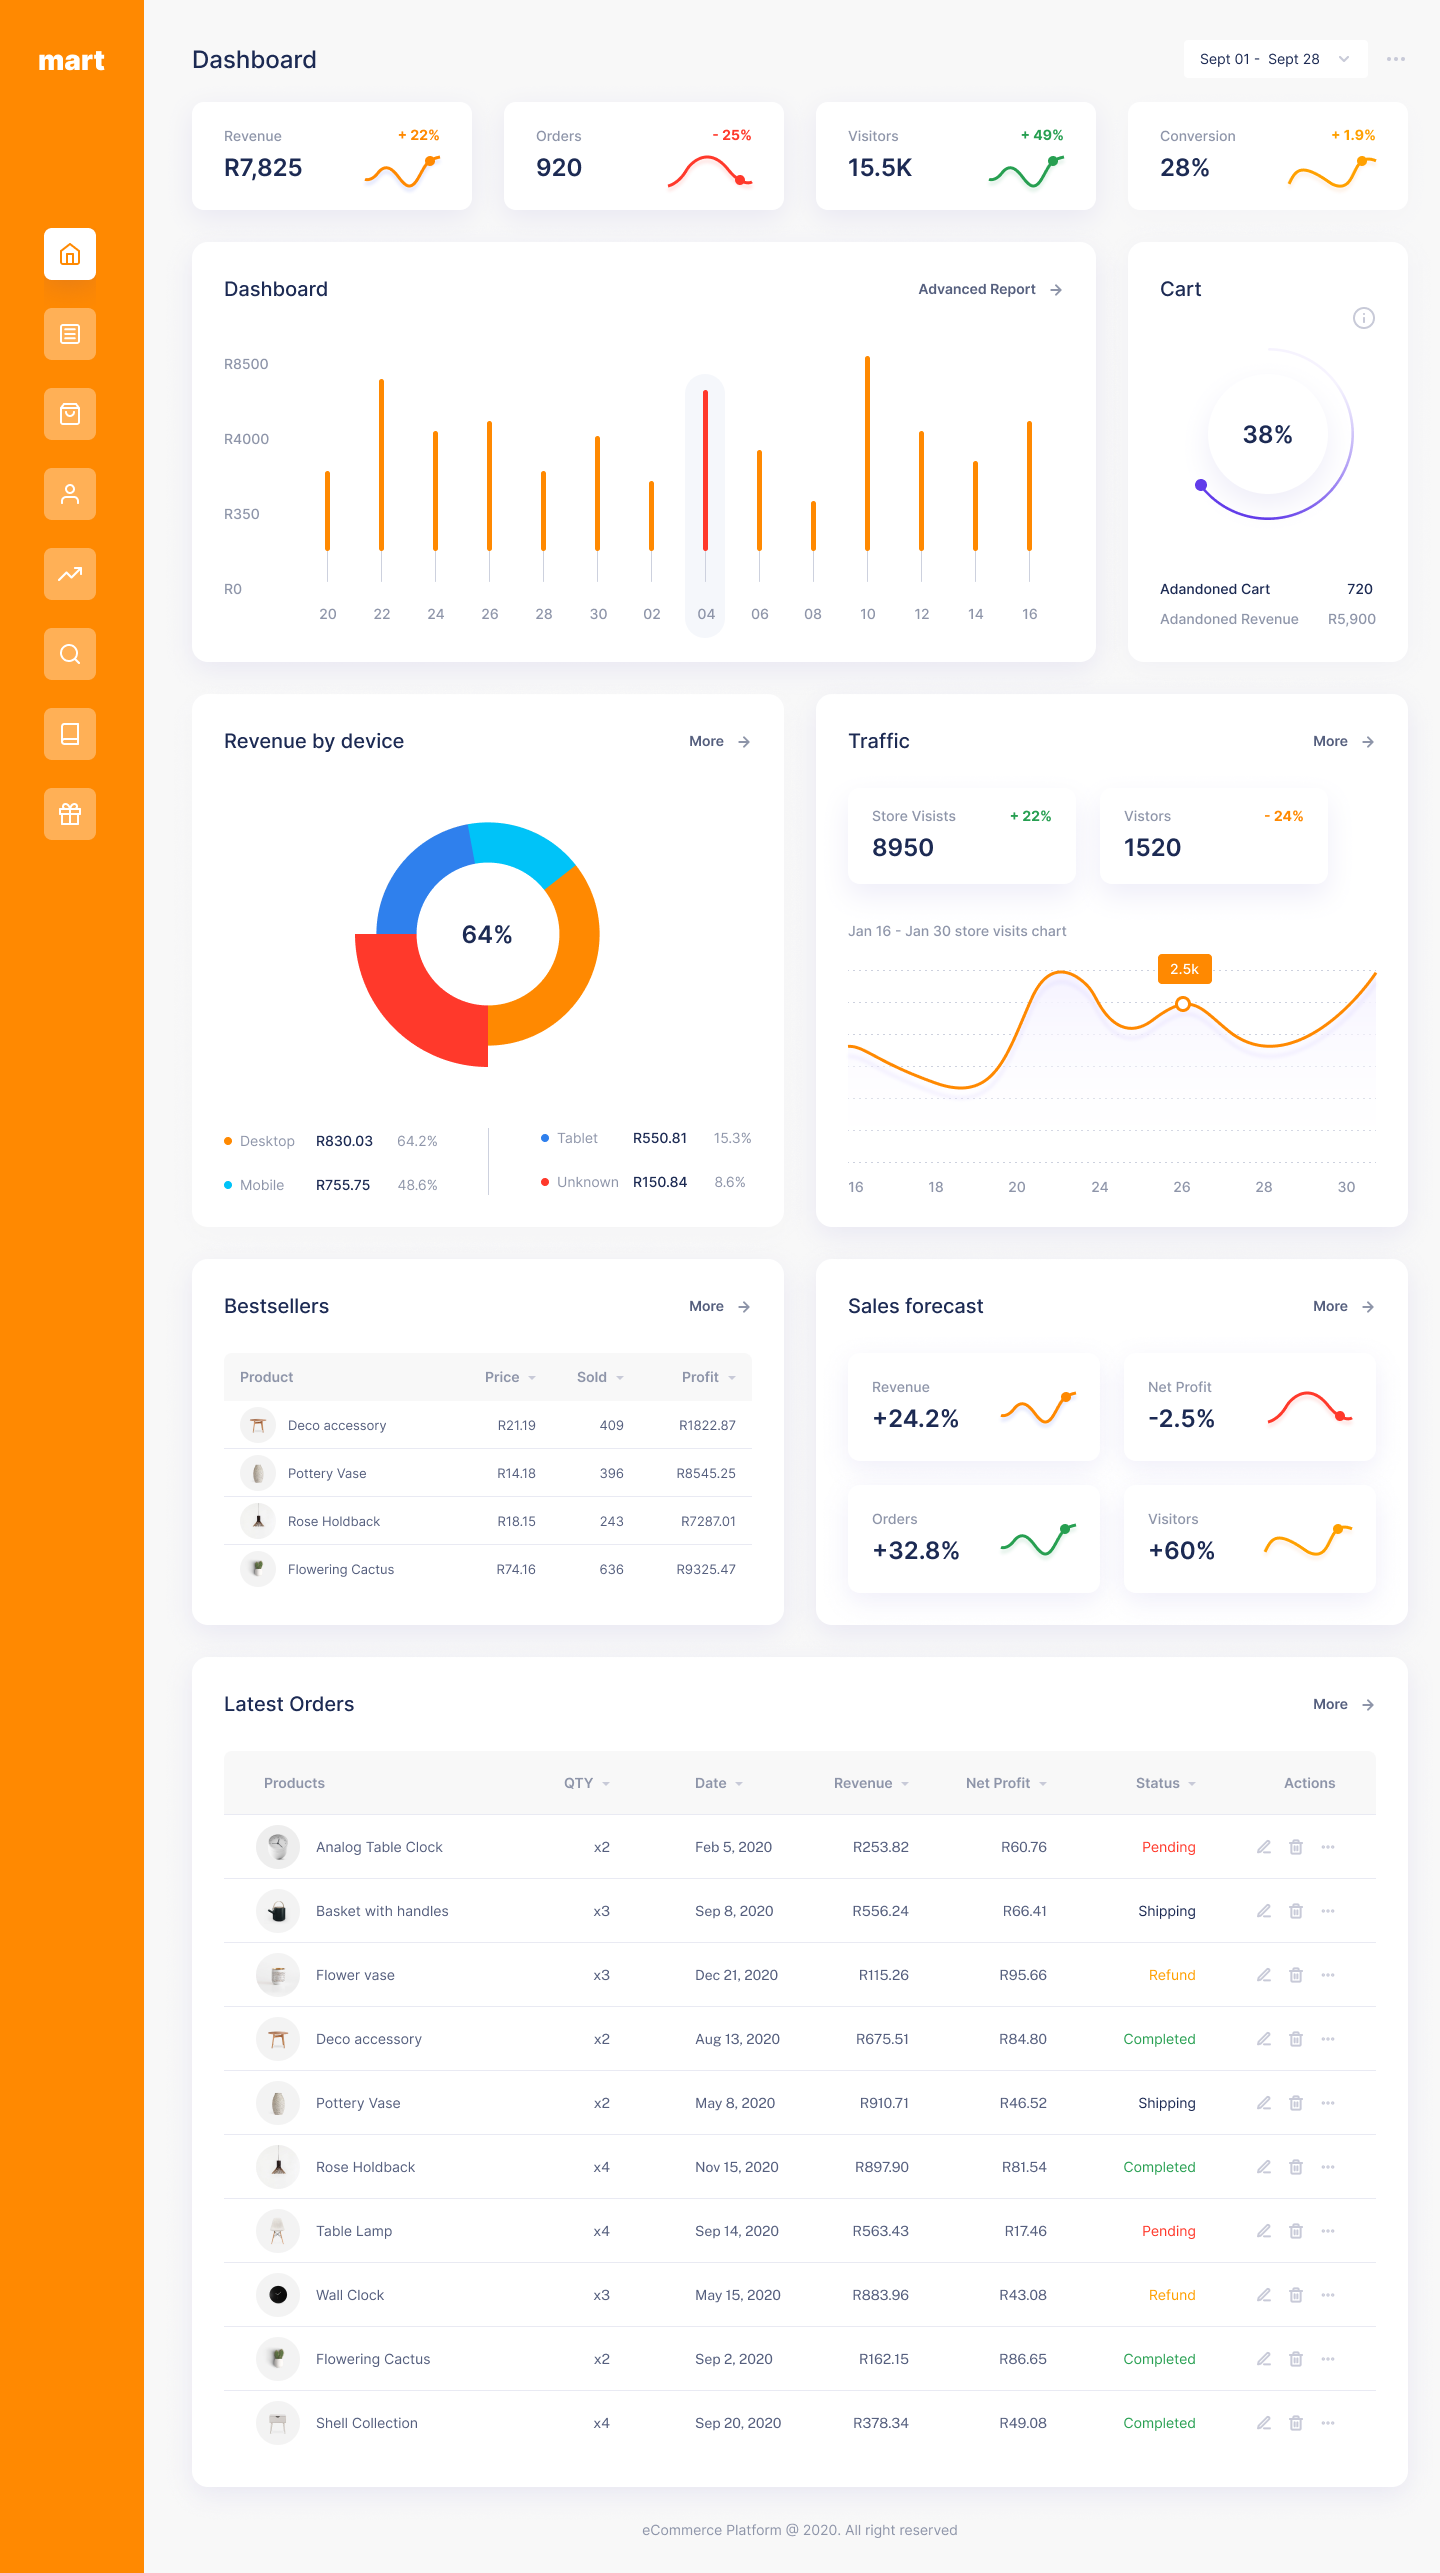 mart
Dashboard
Sept 01 - Sept 28
Revenue + 22%
R7,825
Orders - 25%
920
Visitors + 49%
15.5K
Conversion + 1.9%
28%
Dashboard Advanced Report
R8500
R4000
R350
R0
20 22 24 26 28 30 02 04 06 08 10 12 14 16
Cart
38%
Adandoned Cart 720
Adandoned Revenue R5,900
Revenue by device More
64%
Desktop R830.03 64.2%
Mobile R755.75 48.6%
Tablet R550.81 15.3%
Unknown R150.84 8.6%
Traffic More
Store Visists + 22%
8950
Vistors - 24%
1520
Jan 16 - Jan 30 store visits chart
2.5k
16 18 20 24 26 28 30
Bestsellers More
Product Price Sold Profit
Deco accessory R21.19 409 R1822.87
Pottery Vase R14.18 396 R8545.25
Rose Holdback R18.15 243 R7287.01
Flowering Cactus R74.16 636 R9325.47
Sales forecast More
Revenue
+24.2%
Net Profit
-2.5%
Orders
+32.8%
Visitors
+60%
Latest Orders More
Products QTY Date Revenue Net Profit Status Actions
Analog Table Clock x2 Feb 5, 2020 R253.82 R60.76 Pending
Basket with handles x3 Sep 8, 2020 R556.24 R66.41 Shipping
Flower vase x3 Dec 21, 2020 R115.26 R95.66 Refund
Deco accessory x2 Aug 13, 2020 R675.51 R84.80 Completed
Pottery Vase x2 May 8, 2020 R910.71 R46.52 Shipping
Rose Holdback x4 Nov 15, 2020 R897.90 R81.54 Completed
Table Lamp x4 Sep 14, 2020 R563.43 R17.46 Pending
Wall Clock x3 May 15, 2020 R883.96 R43.08 Refund
Flowering Cactus x2 Sep 2, 2020 R162.15 R86.65 Completed
Shell Collection x4 Sep 20, 2020 R378.34 R49.08 Completed
eCommerce Platform @ 2020. All right reserved